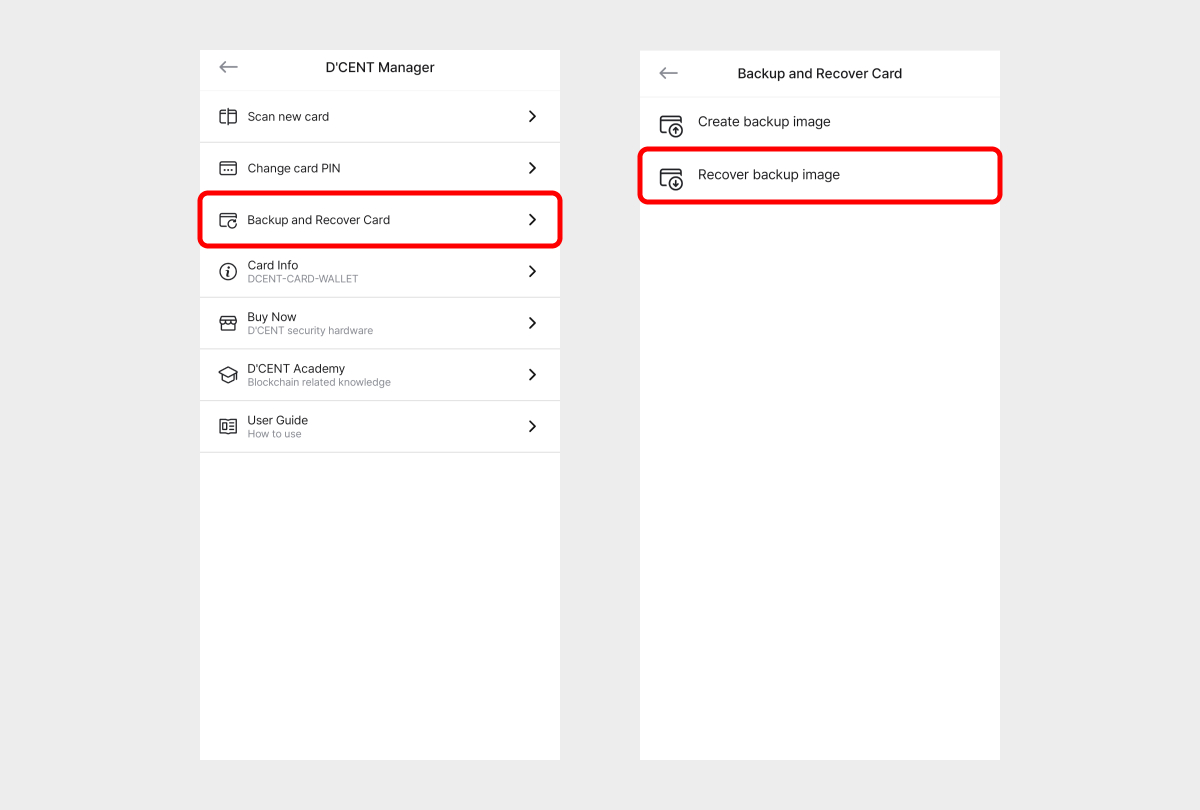 D'CENT Manager
Scan new card
Change card PIN
Backup and Recover Card
Card Info
DCENT-CARD-WALLET
Buy Now
D'CENT security hardware
D'CENT Academy
Blockchain related knowledge
User Guide
How to use
Backup and Recover Card
Create backup image
Recover backup image